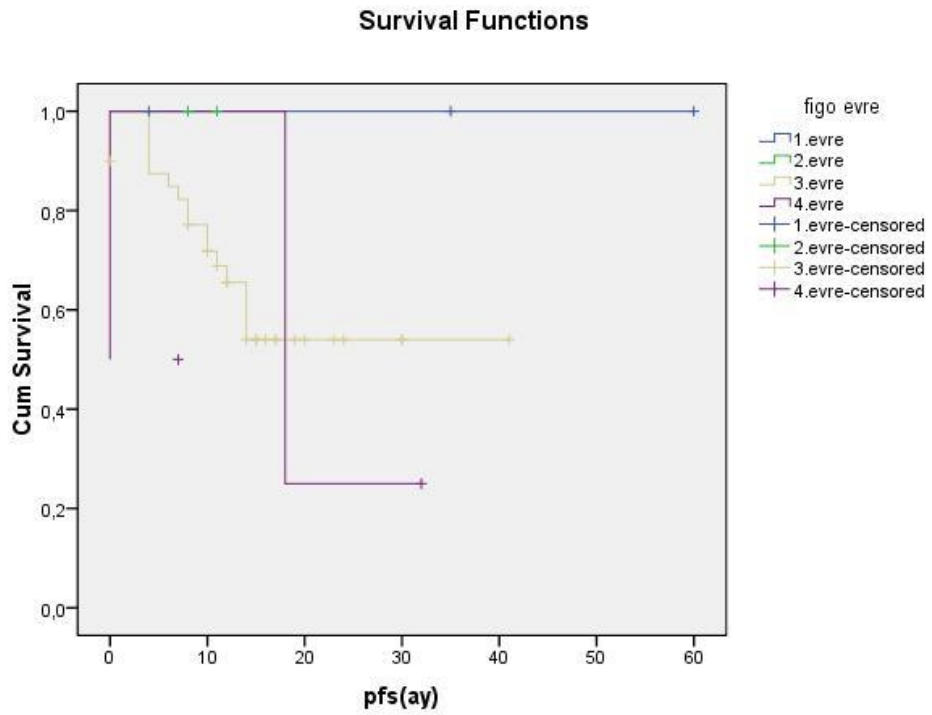 Survival Functions
1,0
0,8
0,6
0,4
0,2
0,0
Cum Survival
0 10 20 30 40 50 60
pfs(ay)
figo evre
1.evre
2.evre
3.evre
4.evre
1.evre-censored
2.evre-censored
3.evre-censored
4.evre-censored